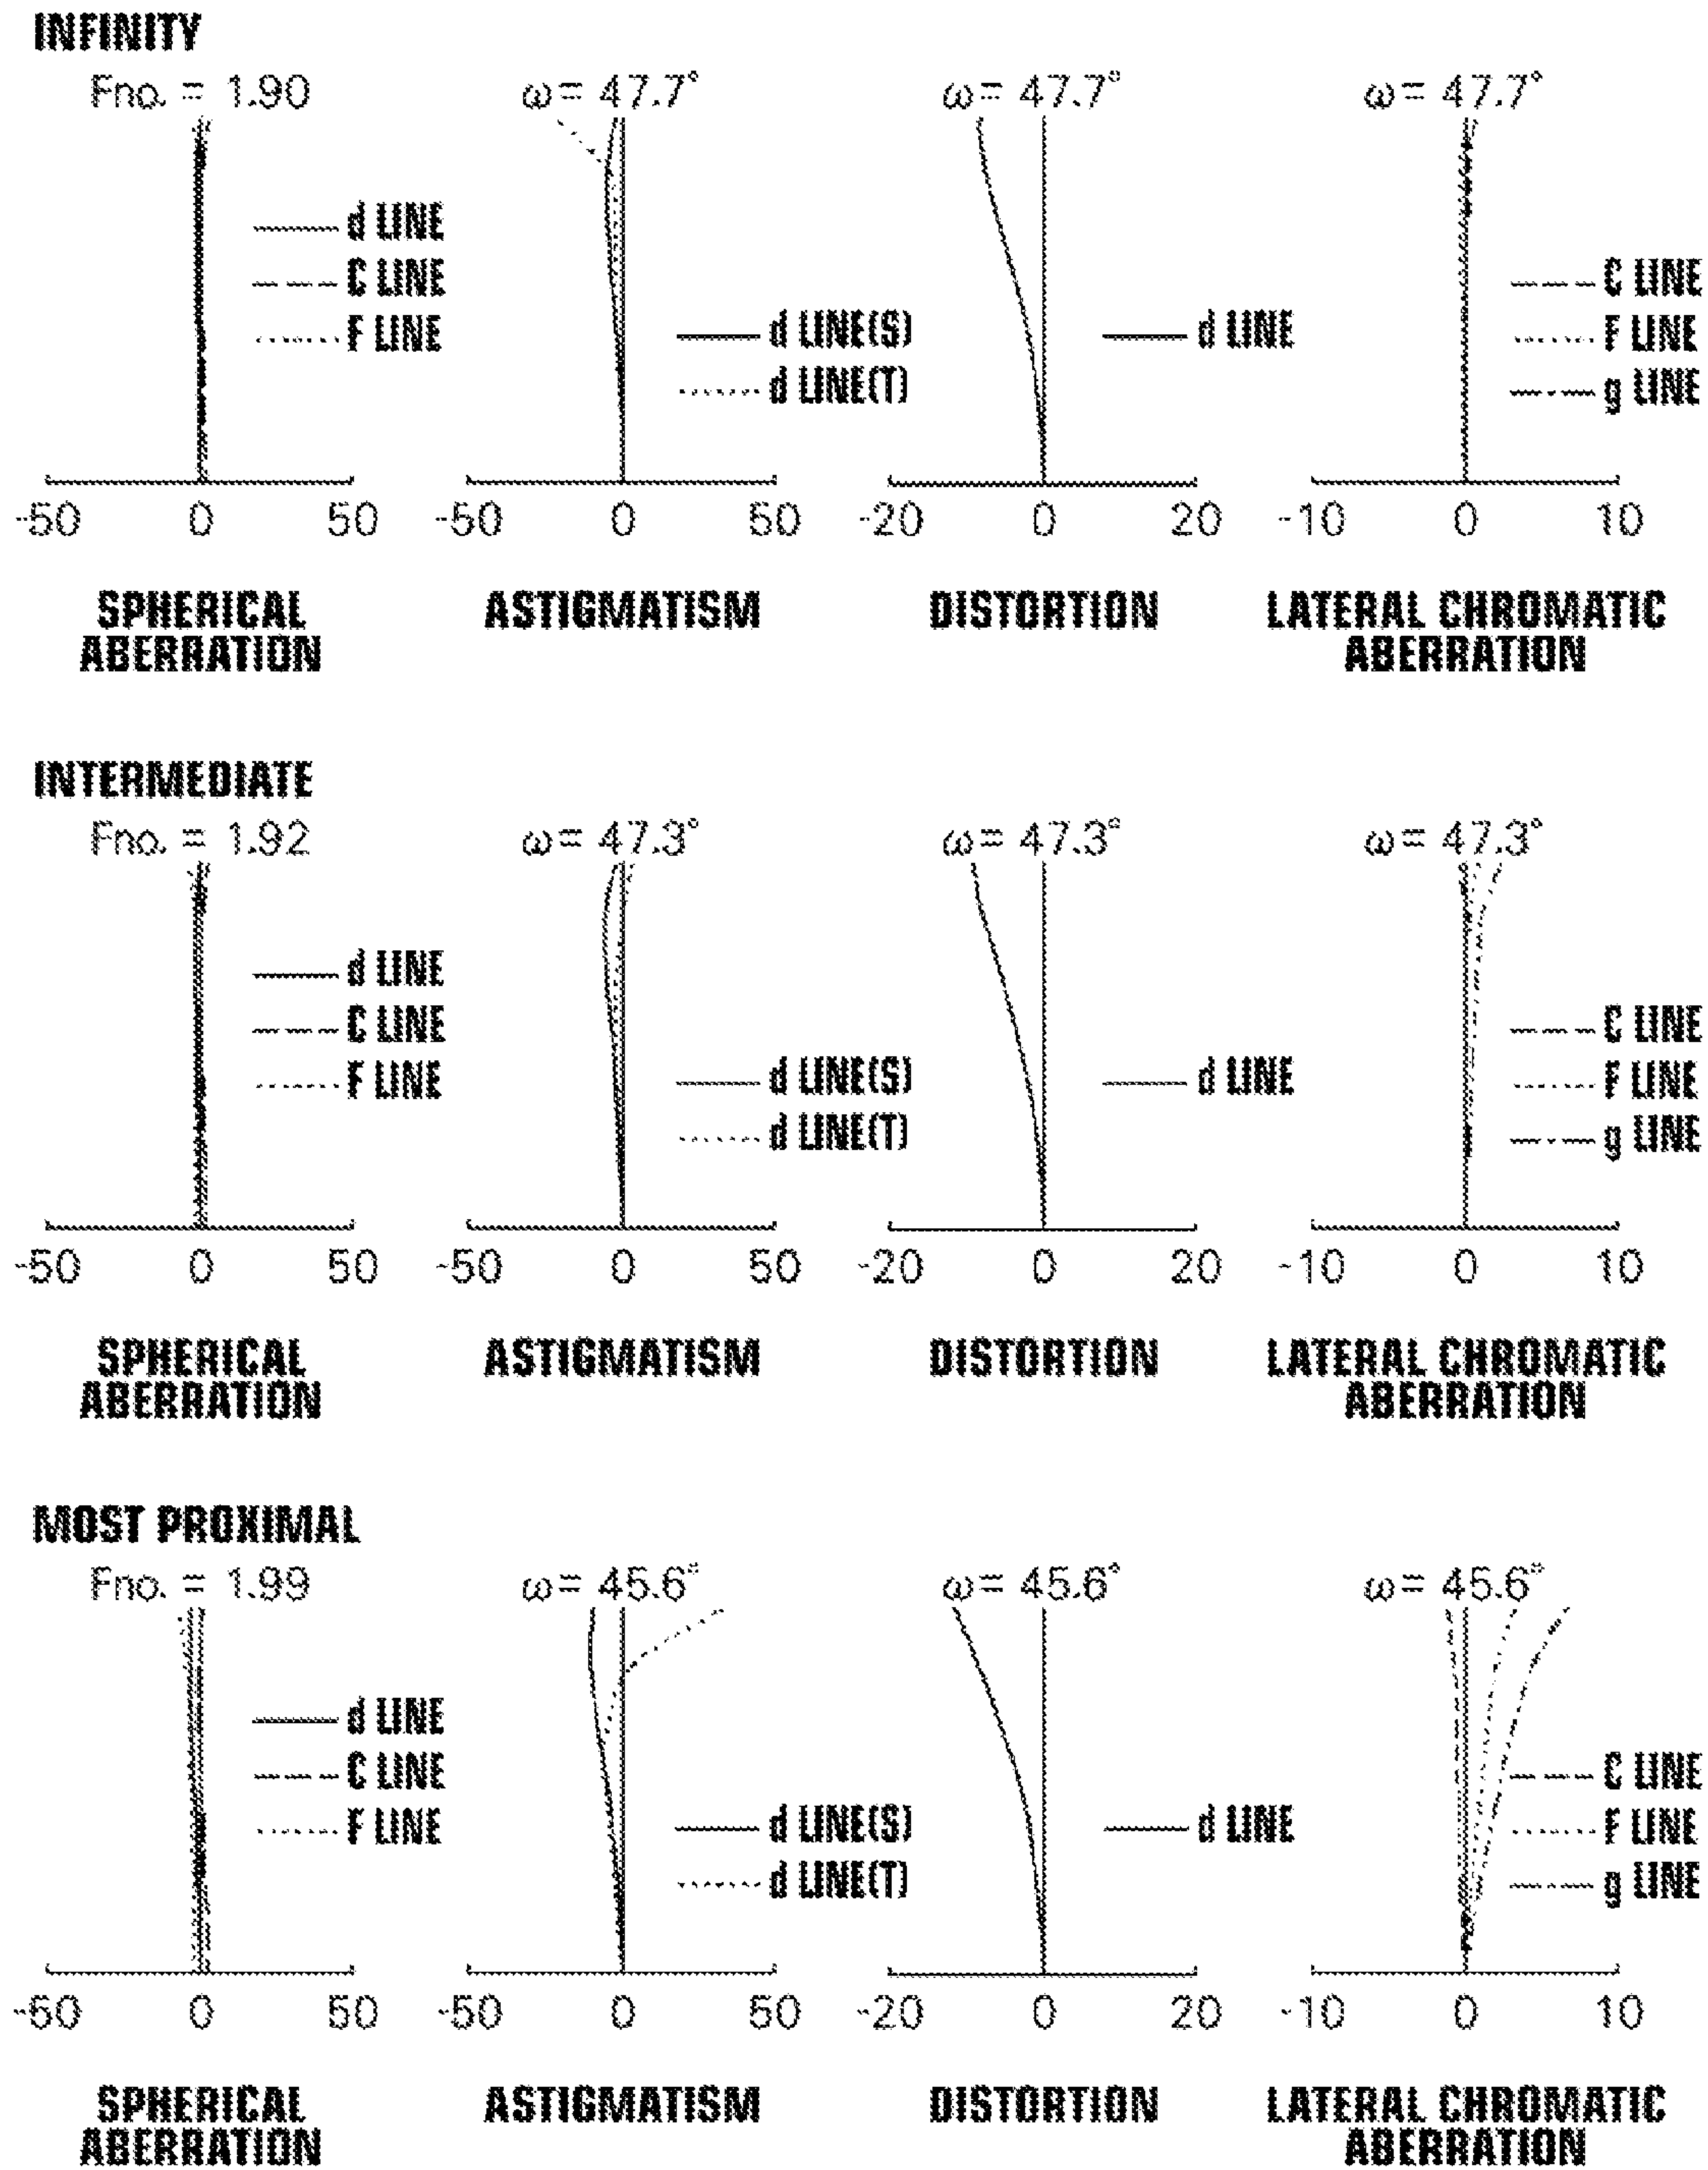 INFINITY
Fno. = 1.90
ω = 47.7°
ω = 47.7°
ω = 47.7°
d LINE
C LINE
F LINE
d LINE(S)
d LINE(T)
d LINE
C LINE
F LINE
g LINE
-50 0 50
-50 0 50
-20 0 20
-10 0 10
SPHERICAL
ABERRATION
ASTIGMATISM
DISTORTION
LATERAL CHROMATIC
ABERRATION
INTERMEDIATE
Fno. = 1.92
ω = 47.3°
ω = 47.3°
ω = 47.3°
d LINE
C LINE
F LINE
d LINE(S)
d LINE(T)
d LINE
C LINE
F LINE
g LINE
-50 0 50
-50 0 50
-20 0 20
-10 0 10
SPHERICAL
ABERRATION
ASTIGMATISM
DISTORTION
LATERAL CHROMATIC
ABERRATION
MOST PROXIMAL
Fno. = 1.99
ω = 45.6°
ω = 45.6°
ω = 45.6°
d LINE
C LINE
F LINE
d LINE(S)
d LINE(T)
d LINE
C LINE
F LINE
g LINE
-50 0 50
-50 0 50
-20 0 20
-10 0 10
SPHERICAL
ABERRATION
ASTIGMATISM
DISTORTION
LATERAL CHROMATIC
ABERRATION